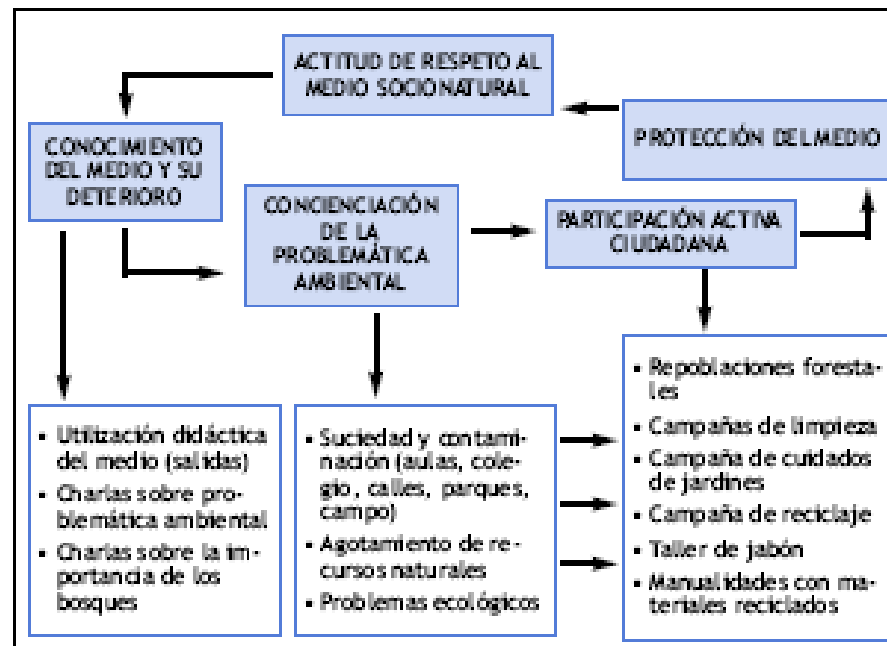 ACTITUD DE RESPETO AL
MEDIO SOCIONATURAL
PROTECCIÓN DEL MEDIO
CONOCIMIENTO
DEL MEDIO Y SU
DETERIORO
CONCIENCIACIÓN
DE LA
PROBLEMÁTICA
AMBIENTAL
PARTICIPACIÓN ACTIVA
CIUDADANA
▪ Utilización didáctica
del medio (salidas)
▪ Charlas sobre pro-
blemática ambiental
▪ Charlas sobre la im-
portancia de los
bosques
▪ Suciedad y contami-
nación (aulas, cole-
gio, calles, parques,
campo)
▪ Agotamiento de re-
cursos naturales
▪ Problemas ecológicos
▪ Repoblaciones foresta-
les
▪ Campañas de limpieza
▪ Campaña de cuidados
de jardines
▪ Campaña de reciclaje
▪ Taller de jabón
▪ Manualidades con ma-
teriales reciclados